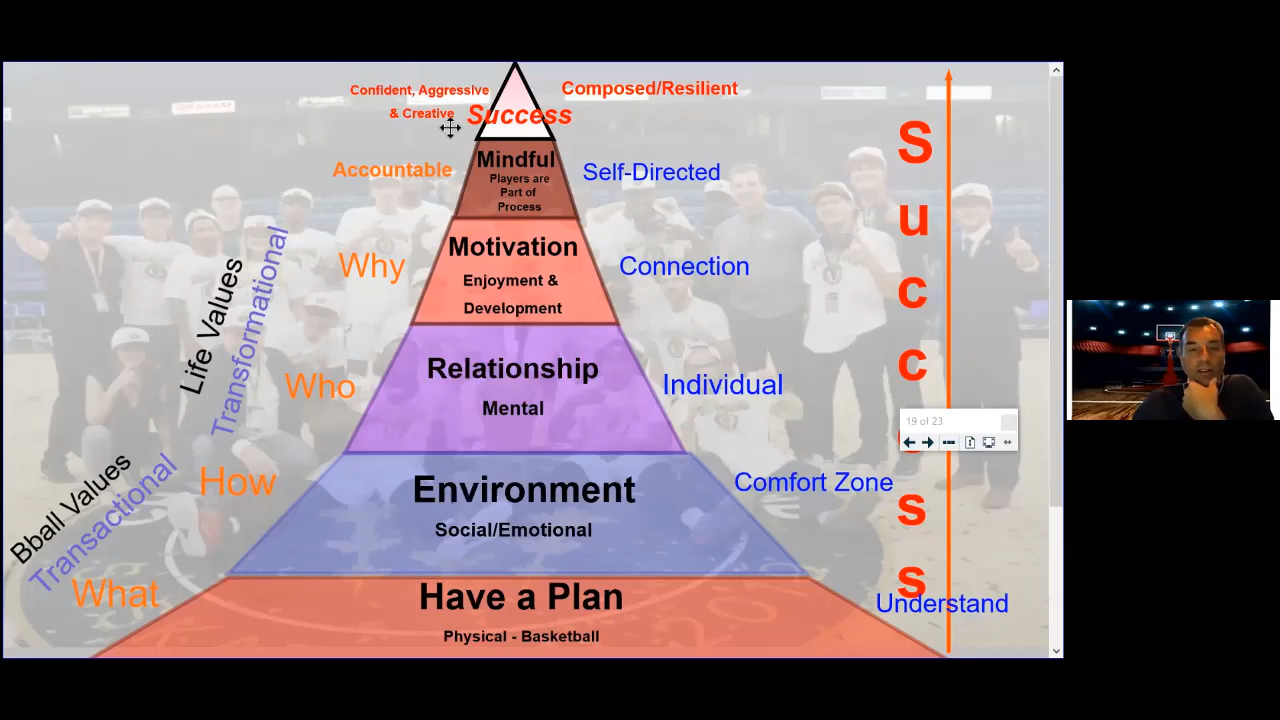 Confident, Aggressive
& Creative
Composed/Resilient
Success
Accountable
Mindful
Players are
Part of
Process
Self-Directed
Why
Motivation
Enjoyment &
Development
Connection
Life Values
Transformational
Who
Relationship
Mental
Individual
Bball Values
Transactional
How
Environment
Social/Emotional
Comfort Zone
What
Have a Plan
Physical - Basketball
Understand
S
u
c
c
s
s
19 of 23